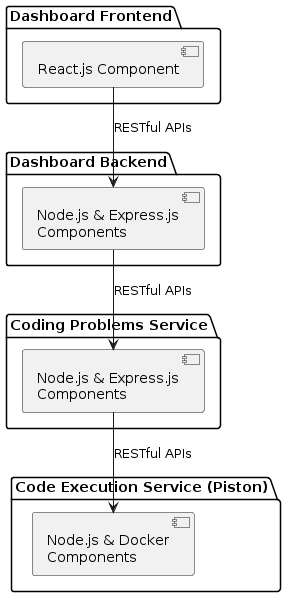 Dashboard Frontend
React.js Component
RESTful APIs
Dashboard Backend
Node.js & Express.js
Components
RESTful APIs
Coding Problems Service
Node.js & Express.js
Components
RESTful APIs
Code Execution Service (Piston)
Node.js & Docker
Components